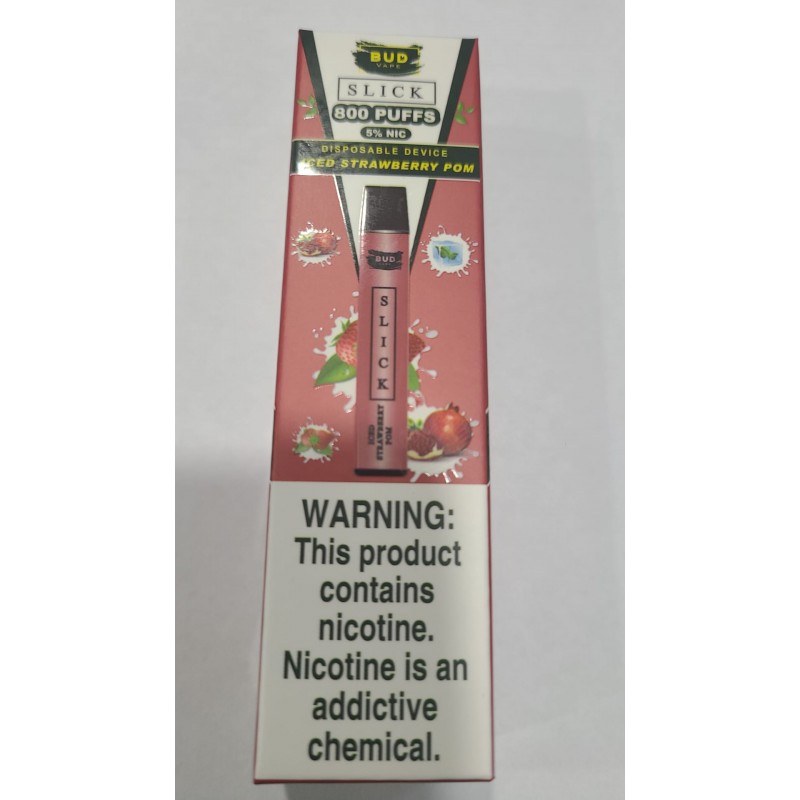 BUD
VAPE
SLICK
800 PUFFS
5% NIC
DISPOSABLE DEVICE
ICED STRAWBERRY POM
BUD
SLICK
ICED
STRAWBERRY
POM
WARNING:
This product
contains
nicotine.
Nicotine is an
addictive
chemical.